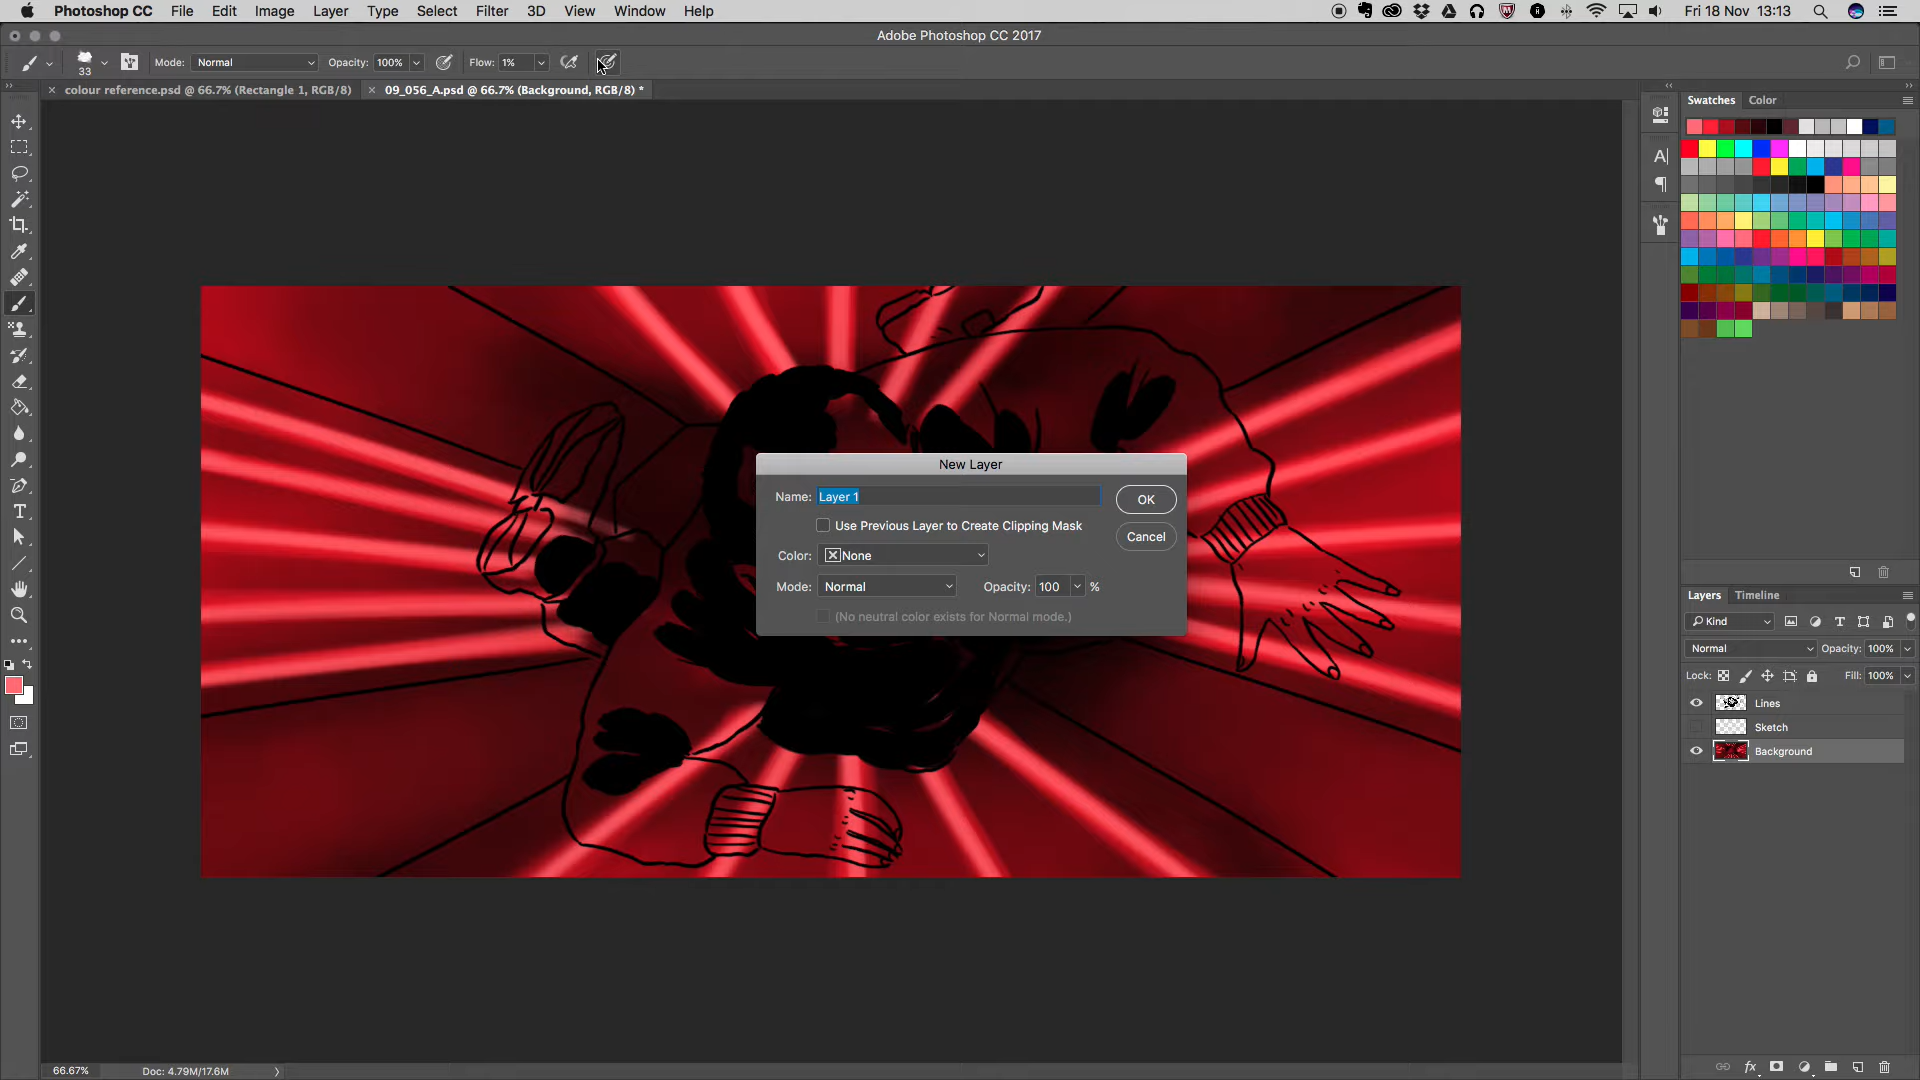 Photoshop CC File Edit Image Layer Type Select Filter 3D View Window Help Fri 18 Nov 13:13
Adobe Photoshop CC 2017
33 Mode: Normal Opacity: 100% Flow: 1%
colour reference.psd @ 66.7% (Rectangle 1, RGB/8) 09_056_A.psd @ 66.7% (Background, RGB/8) *
Swatches Color
New Layer
Name: Layer 1 OK
Use Previous Layer to Create Clipping Mask
Cancel
Color: None
Mode: Normal Opacity: 100 %
(No neutral color exists for Normal mode.)
Layers Timeline
Kind
Normal Opacity: 100%
Lock: Fill: 100%
Lines
Sketch
Background
66.67% Doc: 4.79M/17.6M